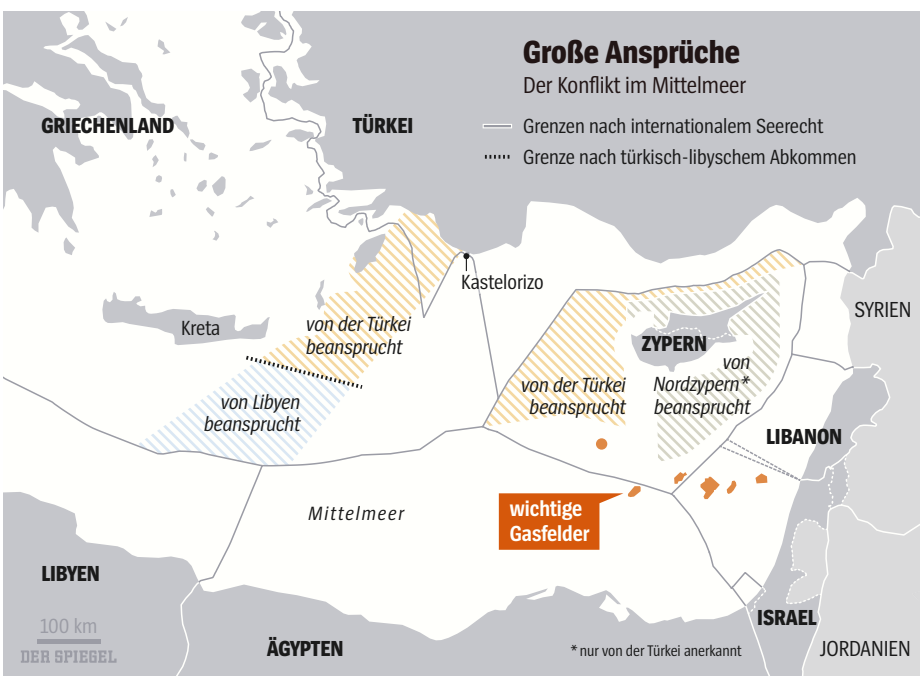 Große Ansprüche
Der Konflikt im Mittelmeer
Grenzen nach internationalem Seerecht
Grenze nach türkisch-libyschem Abkommen
GRIECHENLAND
TÜRKEI
Kastelorizo
SYRIEN
Kreta
von der Türkei
beansprucht
ZYPERN
von der Türkei
beansprucht
von
Nordzypern*
beansprucht
von Libyen
beansprucht
LIBANON
Mittelmeer
wichtige
Gasfelder
LIBYEN
ISRAEL
100 km
DER SPIEGEL
ÄGYPTEN
* nur von der Türkei anerkannt
JORDANIEN